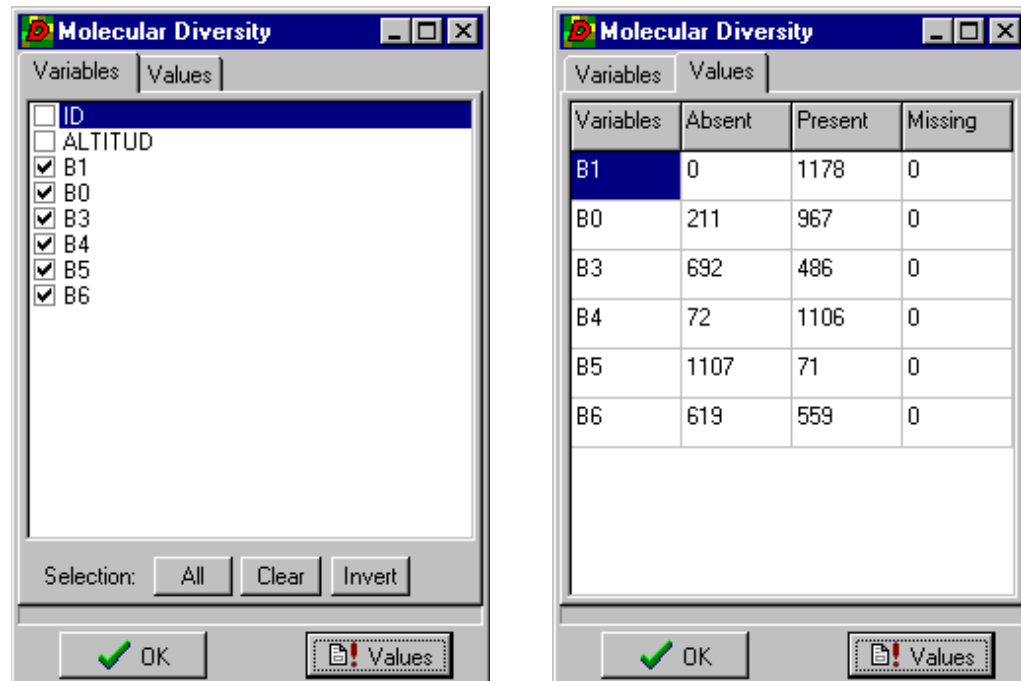 Molecular Diversity
Variables Values
ID
ALTITUD
B1
B0
B3
B4
B5
B6
Selection: All Clear Invert
OK Values
Molecular Diversity
Variables Values
Variables Absent Present Missing
B1 0 1178 0
B0 211 967 0
B3 692 486 0
B4 72 1106 0
B5 1107 71 0
B6 619 559 0
OK Values